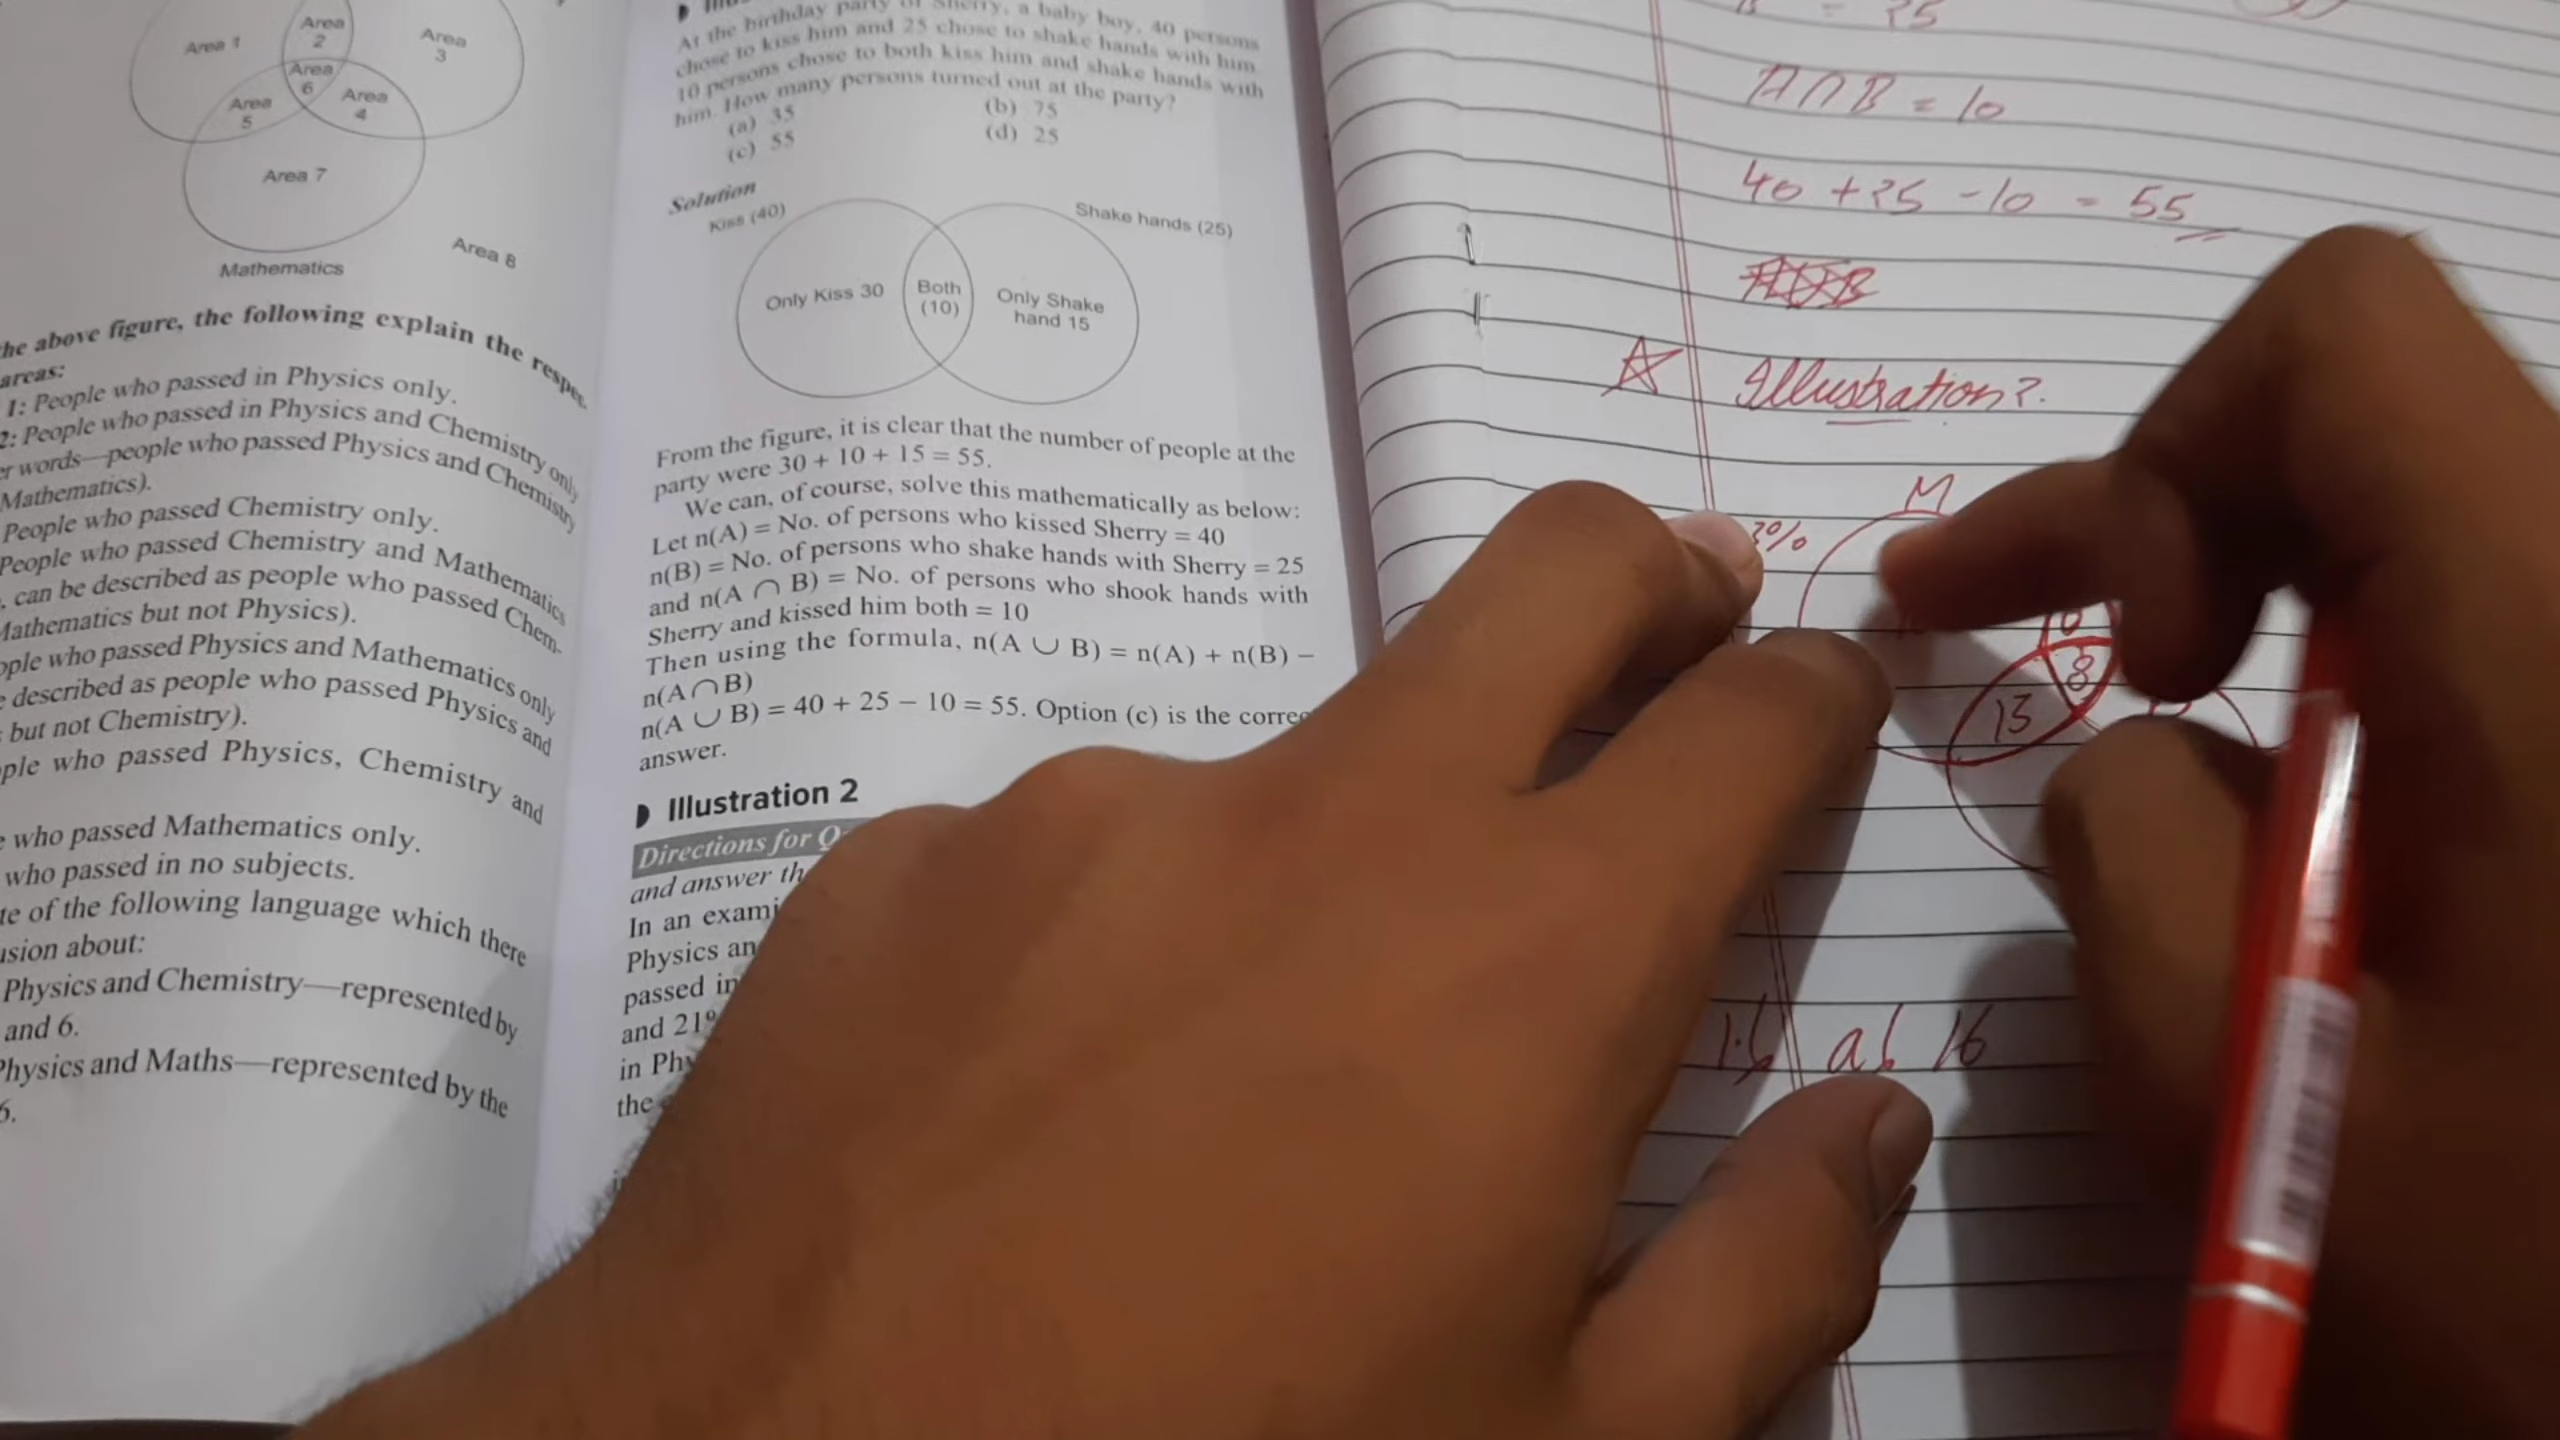 Area 1
Area
2
Area
3
Area
6
Area
5
Area
4
Area 7
Area 8
Mathematics
the above figure, the following explain the
areas:
1: People who passed in Physics only.
2: People who passed in Physics and Chemistry only
er words—people who passed Physics and Chemistry
Mathematics).
People who passed Chemistry only.
People who passed Chemistry and Mathematics
can be described as people who passed Chem-
Mathematics but not Physics).
ople who passed Physics and Mathematics only
e described as people who passed Physics and
but not Chemistry).
ple who passed Physics, Chemistry and
who passed Mathematics only.
who passed in no subjects.
te of the following language which there
usion about:
Physics and Chemistry—represented by
and 6.
Physics and Maths—represented by the
6.
At the birthday party of Sherry, a baby boy, 40 persons
chose to kiss him and 25 chose to shake hands with him.
10 persons chose to both kiss him and shake hands with
him. How many persons turned out at the party?
(a) 35
(b) 75
(c) 55
(d) 25
Solution
Kiss (40)
Shake hands (25)
Only Kiss 30
Both
(10)
Only Shake
hand 15
From the figure, it is clear that the number of people at the
party were 30 + 10 + 15 = 55.
We can, of course, solve this mathematically as below:
Let n(A) = No. of persons who kissed Sherry = 40
n(B) = No. of persons who shake hands with Sherry = 25
and n(A ∩ B) = No. of persons who shook hands with
Sherry and kissed him both = 10
Then using the formula, n(A ∪ B) = n(A) + n(B) –
n(A∩B)
n(A ∪ B) = 40 + 25 – 10 = 55. Option (c) is the correc
answer.
Illustration 2
Directions for Q
and answer th
In an exami
Physics an
passed in
and 21%
in Phy
the
= 25
A∩B = 10
40 + 25 - 10 = 55
Illustration 2.
M
8
13
16